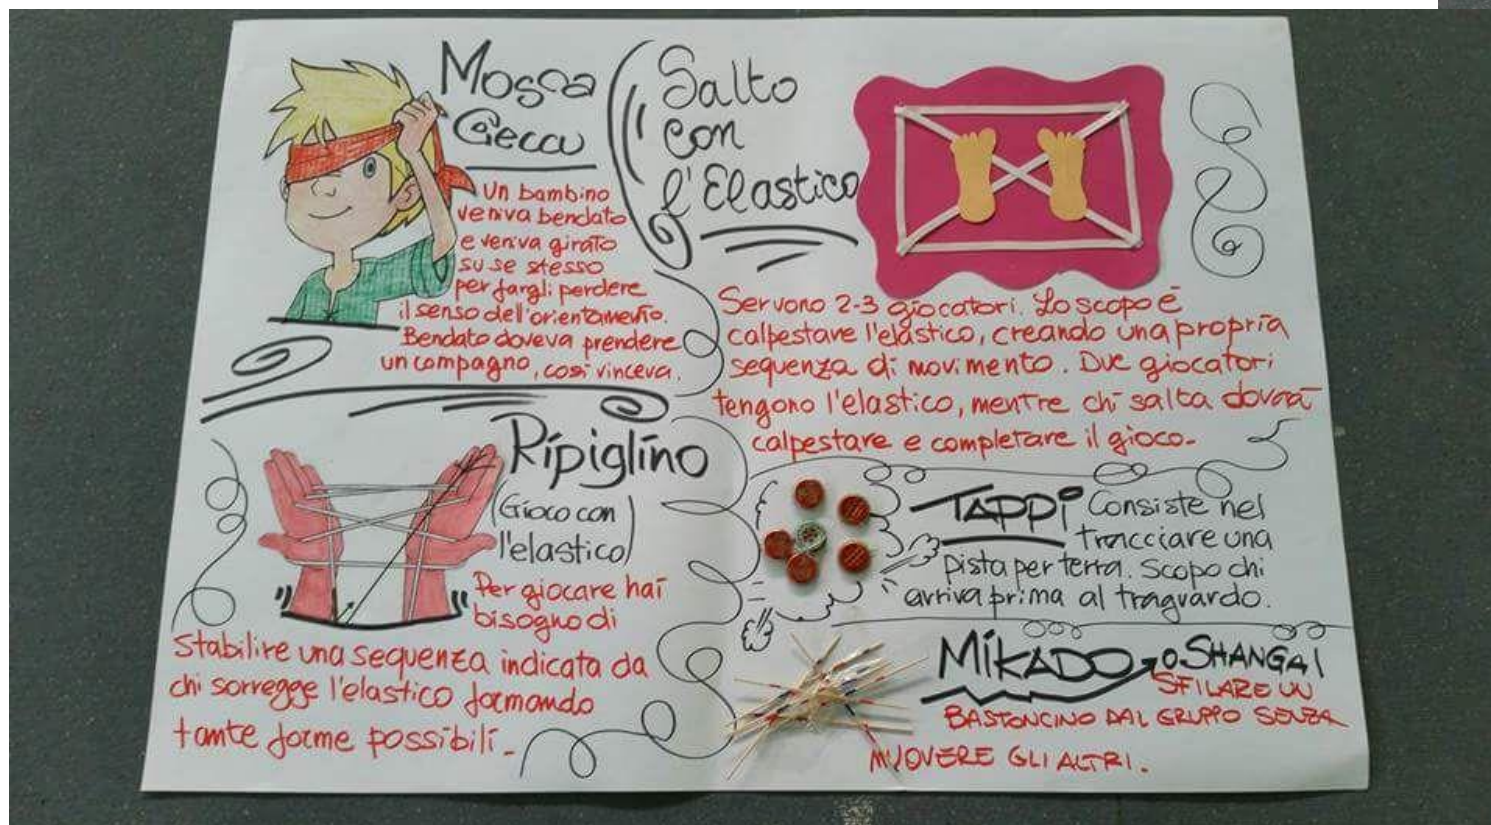 Mosca
Cieca
Un bambino
veniva bendato
e veniva girato
su se stesso
per fargli perdere
il senso dell'orientamento.
Bendato doveva prendere
un compagno, così vinceva.
Salto
con
l'Elastico
Servono 2-3 giocatori. Lo scopo è
calpestare l'elastico, creando una propria
sequenza di movimento. Due giocatori
tengono l'elastico, mentre chi salta dovrà
calpestare e completare il gioco.
Ripiglino
(Gioco con
l'elastico)
Per giocare hai
bisogno di
stabilire una sequenza indicata da
chi sorregge l'elastico formando
tante forme possibili.
TAPPi Consiste nel
tracciare una
pista per terra. Scopo chi
arriva prima al traguardo.
MiKADO o SHANGAI
SFILARE UN
BASTONCINO DAL GRUPPO SENZA
MUOVERE GLI ALTRI.